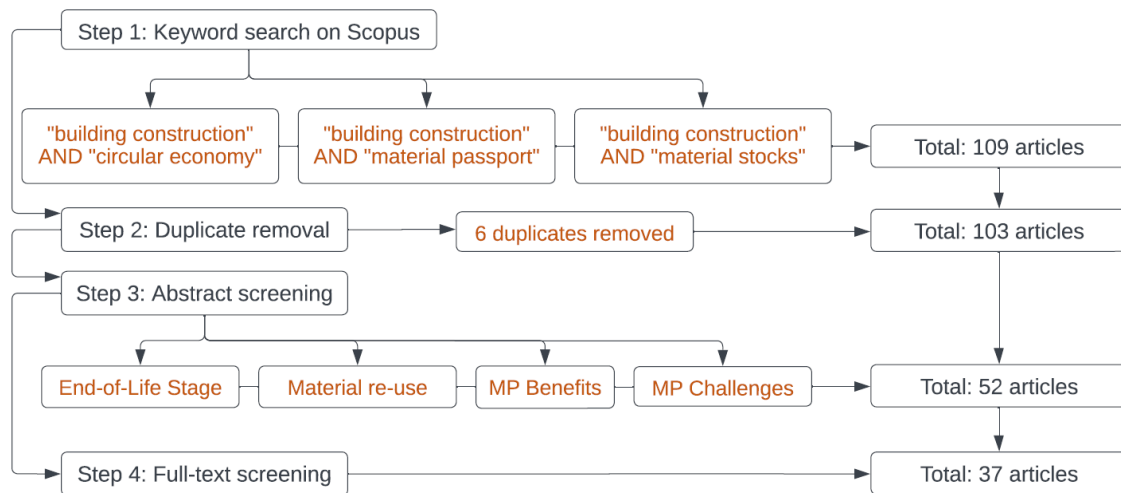 Step 1: Keyword search on Scopus
"building construction"
AND "circular economy"
"building construction"
AND "material passport"
"building construction"
AND "material stocks"
Total: 109 articles
Step 2: Duplicate removal
6 duplicates removed
Total: 103 articles
Step 3: Abstract screening
End-of-Life Stage
Material re-use
MP Benefits
MP Challenges
Total: 52 articles
Step 4: Full-text screening
Total: 37 articles